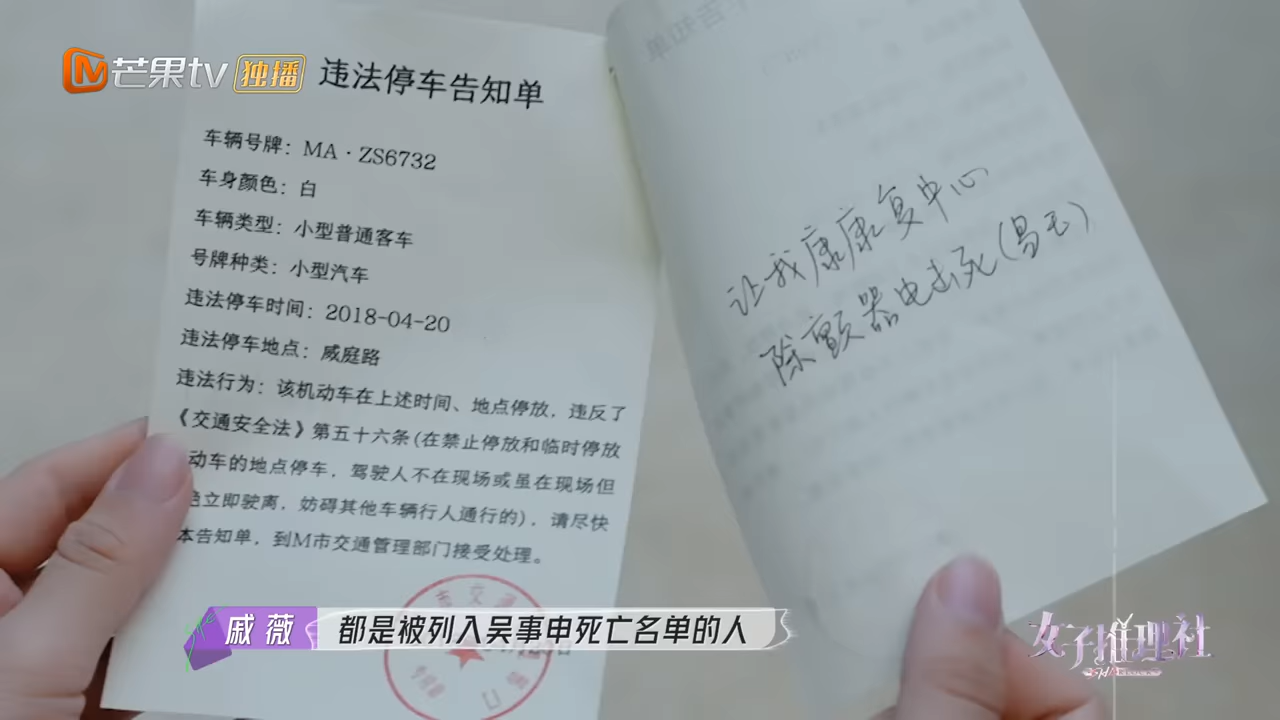 芒果tv 独播
违法停车告知单
车辆号牌：MA·ZS6732
车身颜色：白
车辆类型：小型普通客车
号牌种类：小型汽车
违法停车时间：2018-04-20
违法停车地点：威庭路
违法行为：该机动车在上述时间、地点停放，违反了
《交通安全法》第五十六条(在禁止停放和临时停放
动车的地点停车，驾驶人不在现场或虽在现场但
绝立即驶离，妨碍其他车辆行人通行的)，请尽快
本告知单，到M市交通管理部门接受处理。
让我康康复中心
除颤器电击死(易玉)
戚薇 都是被列入吴事申死亡名单的人
女子推理社